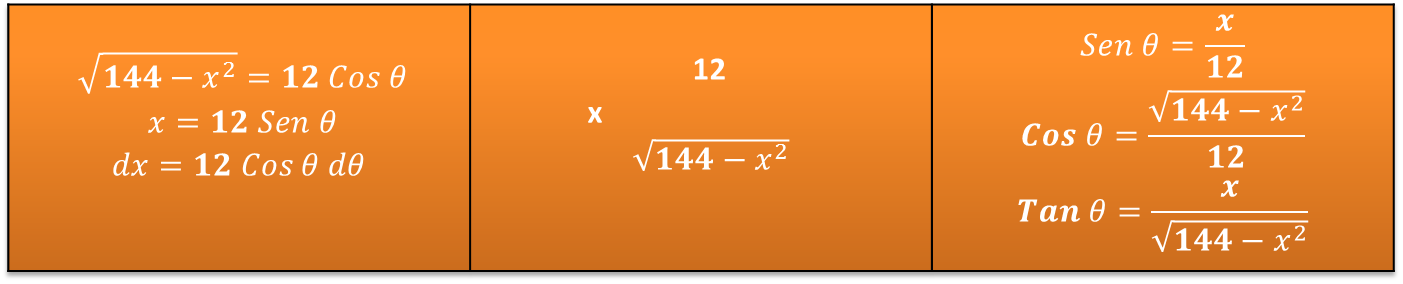 √(144 − x²) = 12 Cos θ
x = 12 Sen θ
dx = 12 Cos θ dθ
12
x
√(144 − x²)
Sen θ = x/12
Cos θ = √(144 − x²)/12
Tan θ = x/√(144 − x²)